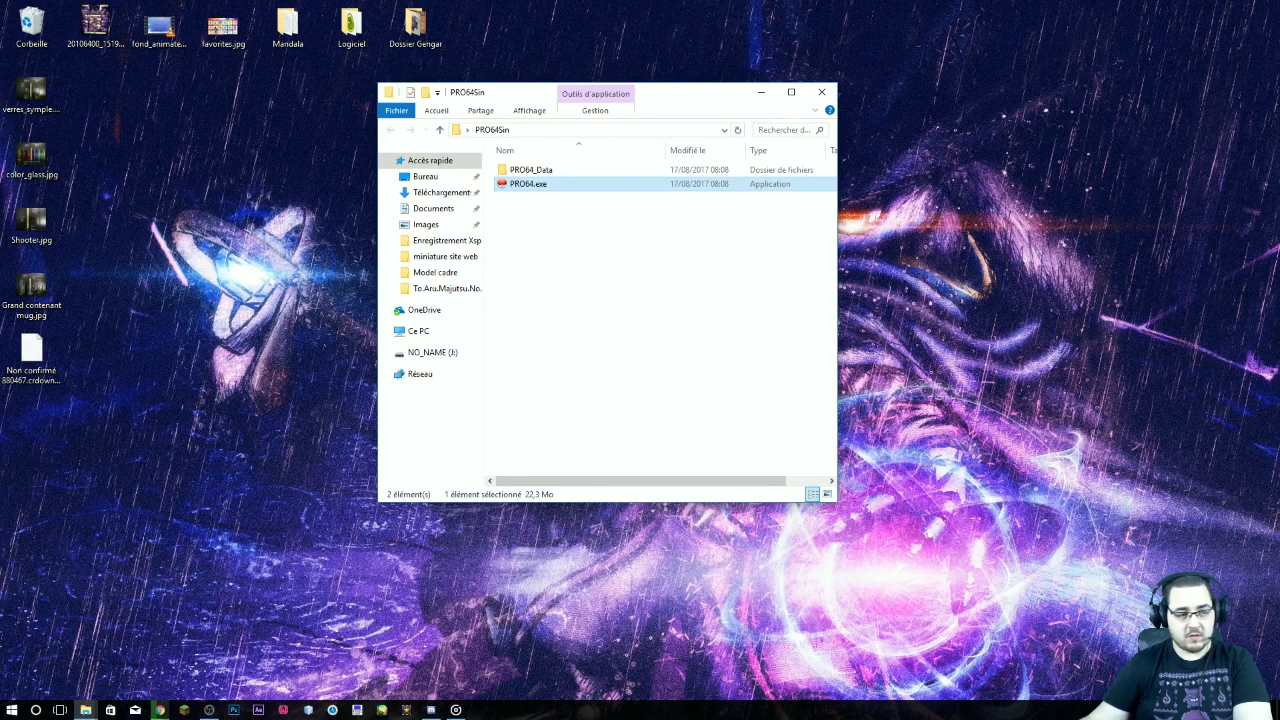 Corbeille
20106400_1519...
fond_animate...
favorites.jpg
Mandala
Logiciel
Dossier Gengar
verres_symple....
olor_glass.jpg
Shooter.jpg
Grand contenant
mug.jpg
Non confirmé
880467.crdown...
PRO64Sin
Outils d'application
Fichier
Accueil
Partage
Affichage
Gestion
PRO64Sin
Rechercher d...
Nom
Modifié le
Type
Ta
PRO64_Data
17/08/2017 08:08
Dossier de fichiers
PRO64.exe
17/08/2017 08:08
Application
Accès rapide
Bureau
Téléchargement
Documents
Images
Enregistrement Xsp
miniature site web
Model cadre
To.Aru.Majutsu.No.
OneDrive
Ce PC
NO_NAME (J:)
Réseau
2 élément(s)
1 élément sélectionné 22,3 Mo
Ps
Ae